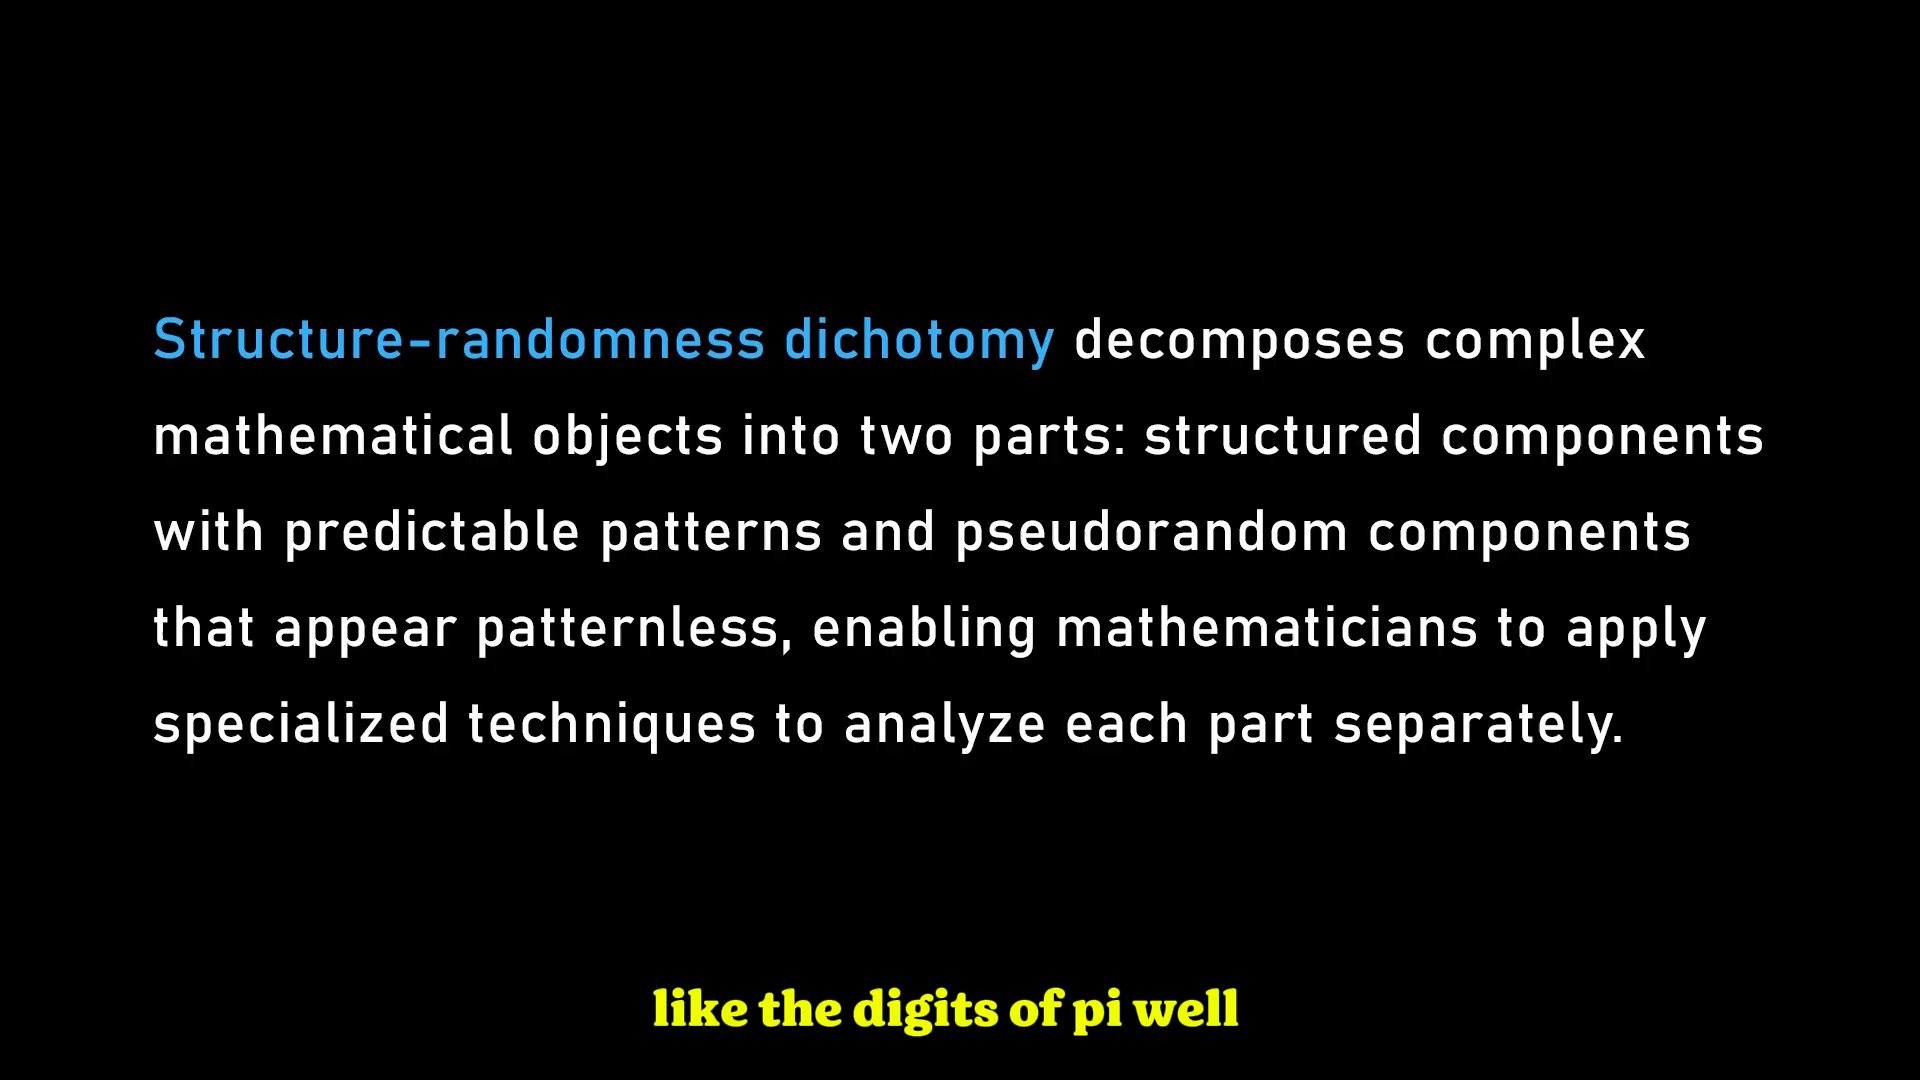 Structure-randomness dichotomy decomposes complex
mathematical objects into two parts: structured components
with predictable patterns and pseudorandom components
that appear patternless, enabling mathematicians to apply
specialized techniques to analyze each part separately.
like the digits of pi well